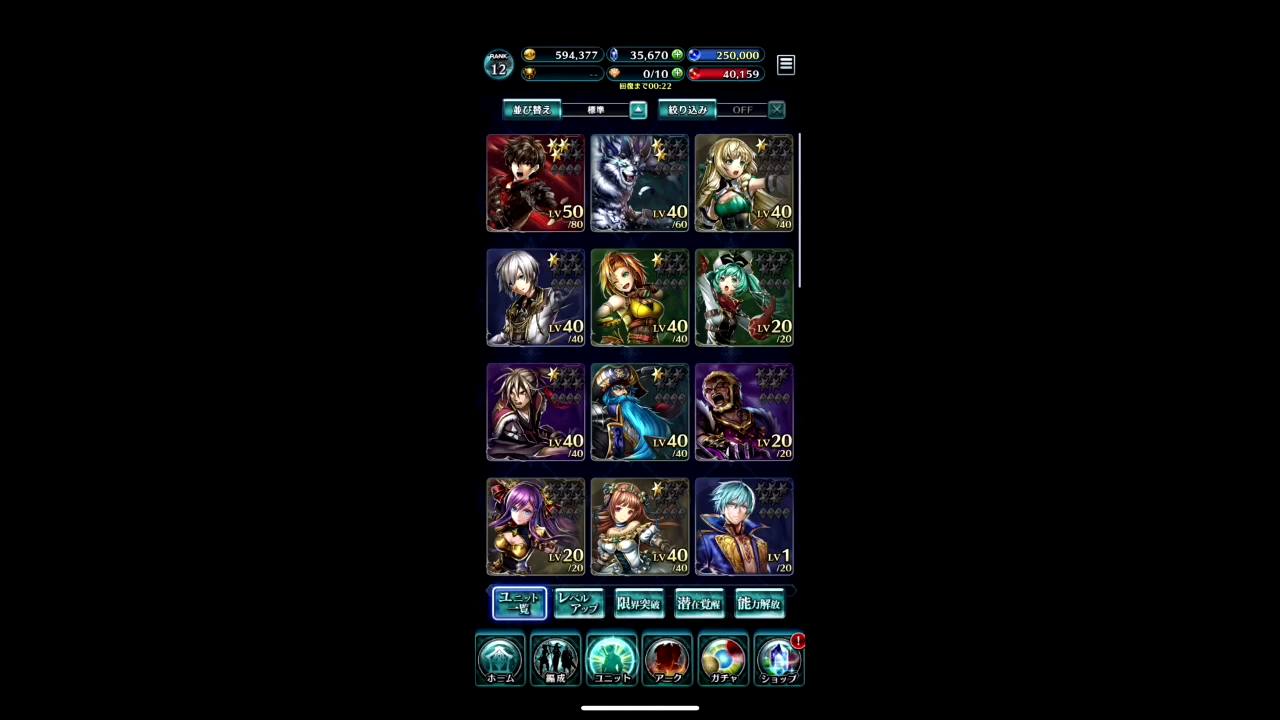 RANK
12
594,377
35,670
250,000
--
0/10
40,159
回復まで00:22
並び替え
標準
絞り込み
OFF
LV50
/80
LV40
/60
LV40
/40
LV40
/40
LV40
/40
LV20
/20
LV40
/40
LV40
/40
LV20
/20
LV20
/20
LV40
/40
LV1
/20
ユニット
一覧
レベル
アップ
限界突破
潜在覚醒
能力解放
ホーム
編成
ユニット
アーク
ガチャ
ショップ
!